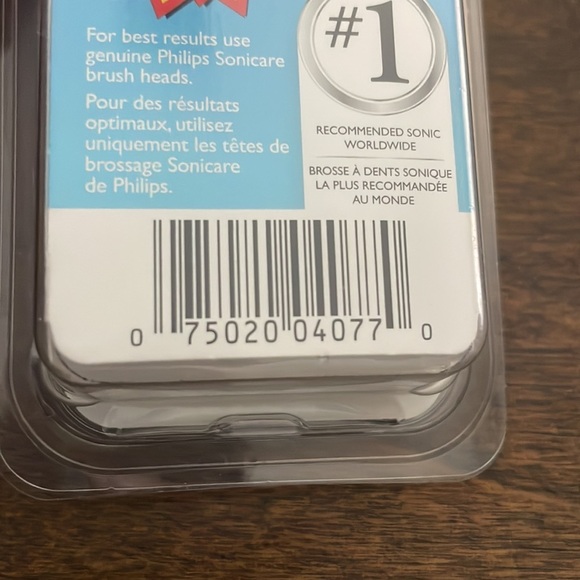 For best results use
genuine Philips Sonicare
brush heads.
Pour des résultats
optimaux, utilisez
uniquement les têtes de
brossage Sonicare
de Philips.
#1
RECOMMENDED SONIC
WORLDWIDE
BROSSE À DENTS SONIQUE
LA PLUS RECOMMANDÉE
AU MONDE
0 75020 04077 0